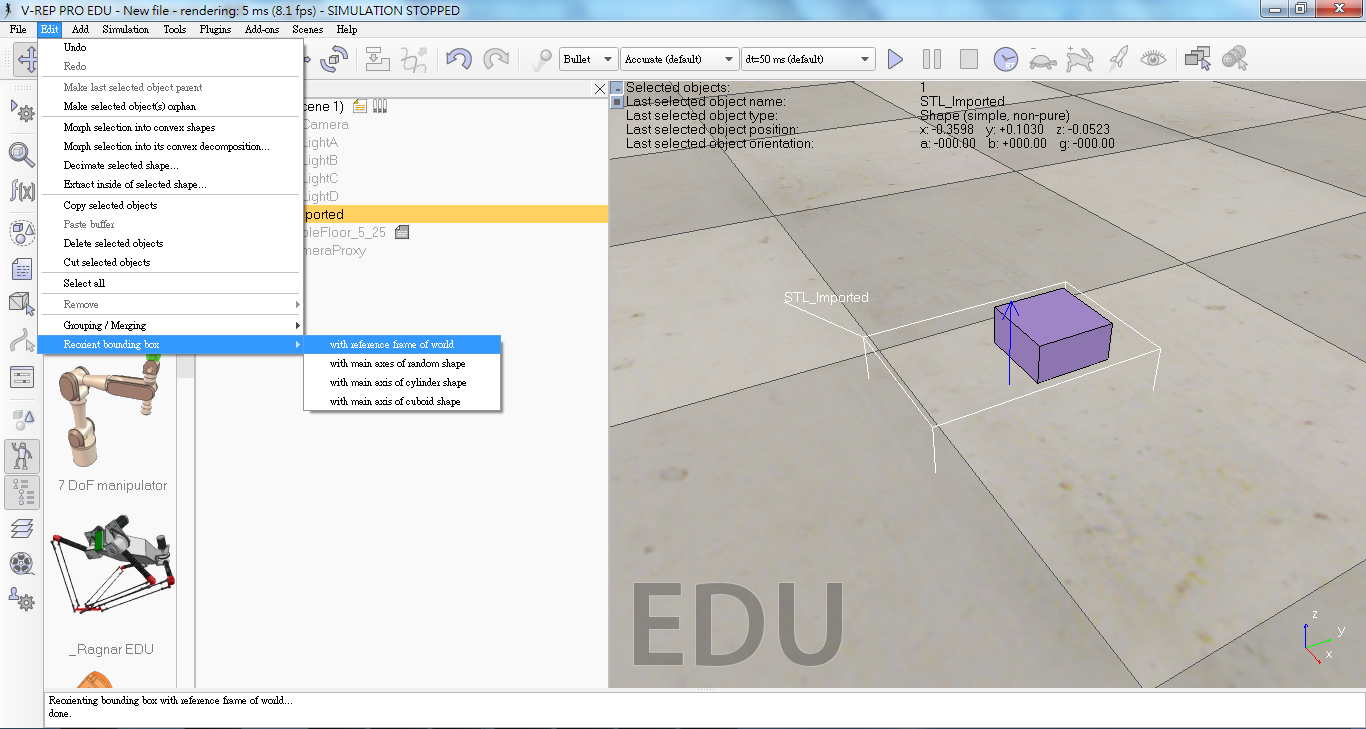 V-REP PRO EDU - New file - rendering: 5 ms (8.1 fps) - SIMULATION STOPPED
File Edit Add Simulation Tools Plugins Add-ons Scenes Help
Undo
Redo
Make last selected object parent
Make selected object(s) orphan
Morph selection into convex shapes
Morph selection into its convex decomposition...
Decimate selected shape...
Extract inside of selected shape...
Copy selected objects
Paste buffer
Delete selected objects
Cut selected objects
Select all
Remove
Grouping / Merging
Reorient bounding box
with reference frame of world
with main axes of random shape
with main axis of cylinder shape
with main axis of cuboid shape
Bullet
Accurate (default)
dt=50 ms (default)
f(x)
cene 1)
Camera
LightA
LightB
LightC
LightD
ported
bleFloor_5_25
meraProxy
7 DoF manipulator
_Ragnar EDU
Selected objects: 1
Last selected object name: STL_Imported
Last selected object type: Shape (simple, non-pure)
Last selected object position: x: -0.3598 y: +0.1030 z: -0.0523
Last selected object orientation: a: -000.00 b: +000.00 g: -000.00
STL_Imported
EDU
z
y
x
Reorienting bounding box with reference frame of world...
done.